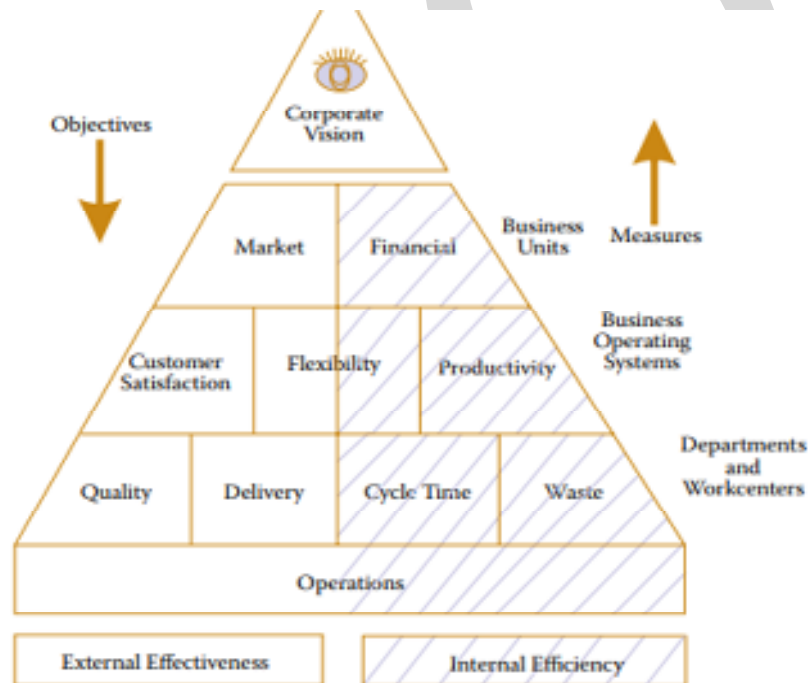 Corporate
Vision
Objectives
Measures
Market
Financial
Business
Units
Customer
Satisfaction
Flexibility
Productivity
Business
Operating
Systems
Quality
Delivery
Cycle Time
Waste
Departments
and
Workcenters
Operations
External Effectiveness
Internal Efficiency